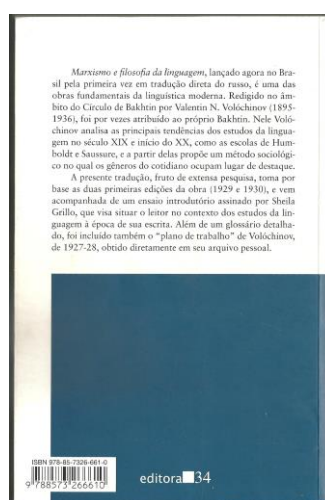 Marxismo e filosofia da linguagem, lançado agora no Bra-
sil pela primeira vez em tradução direta do russo, é uma das
obras fundamentais da linguística moderna. Redigido no âm-
bito do Círculo de Bakhtin por Valentin N. Volóchinov (1895-
1936), foi por vezes atribuído ao próprio Bakhtin. Nele Voló-
chinov analisa as principais tendências dos estudos da lingua-
gem no século XIX e início do XX, como as escolas de Hum-
boldt e Saussure, e a partir delas propõe um método sociológi-
co no qual os gêneros do cotidiano ocupam lugar de destaque.
A presente tradução, fruto de extensa pesquisa, toma por
base as duas primeiras edições da obra (1929 e 1930), e vem
acompanhada de um ensaio introdutório assinado por Sheila
Grillo, que visa situar o leitor no contexto dos estudos da lin-
guagem à época de sua escrita. Além de um glossário detalha-
do, foi incluído também o "plano de trabalho" de Volóchinov,
de 1927-28, obtido diretamente em seu arquivo pessoal.
ISBN 978-85-7326-661-0
9 788573 266610
editora 34